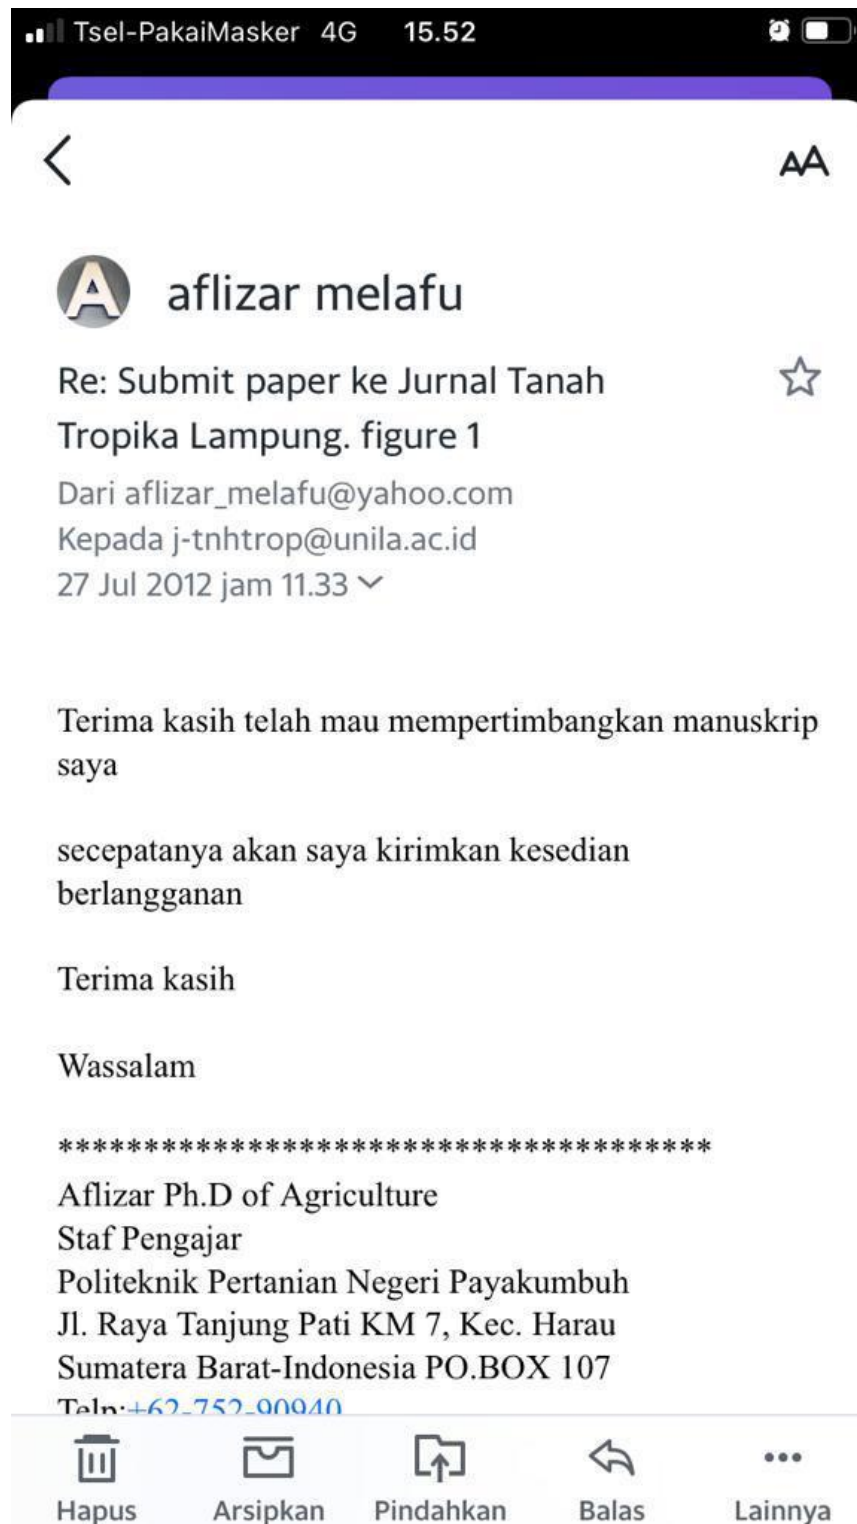 Tsel-PakaiMasker 4G 15.52
AA
A
aflizar melafu
Re: Submit paper ke Jurnal Tanah
Tropika Lampung. figure 1
Dari aflizar_melafu@yahoo.com
Kepada j-tnhtrop@unila.ac.id
27 Jul 2012 jam 11.33
Terima kasih telah mau mempertimbangkan manuskrip
saya
secepatanya akan saya kirimkan kesedian
berlangganan
Terima kasih
Wassalam
**************************************
Aflizar Ph.D of Agriculture
Staf Pengajar
Politeknik Pertanian Negeri Payakumbuh
Jl. Raya Tanjung Pati KM 7, Kec. Harau
Sumatera Barat-Indonesia PO.BOX 107
Telp:+62-752-90940
Hapus Arsipkan Pindahkan Balas Lainnya